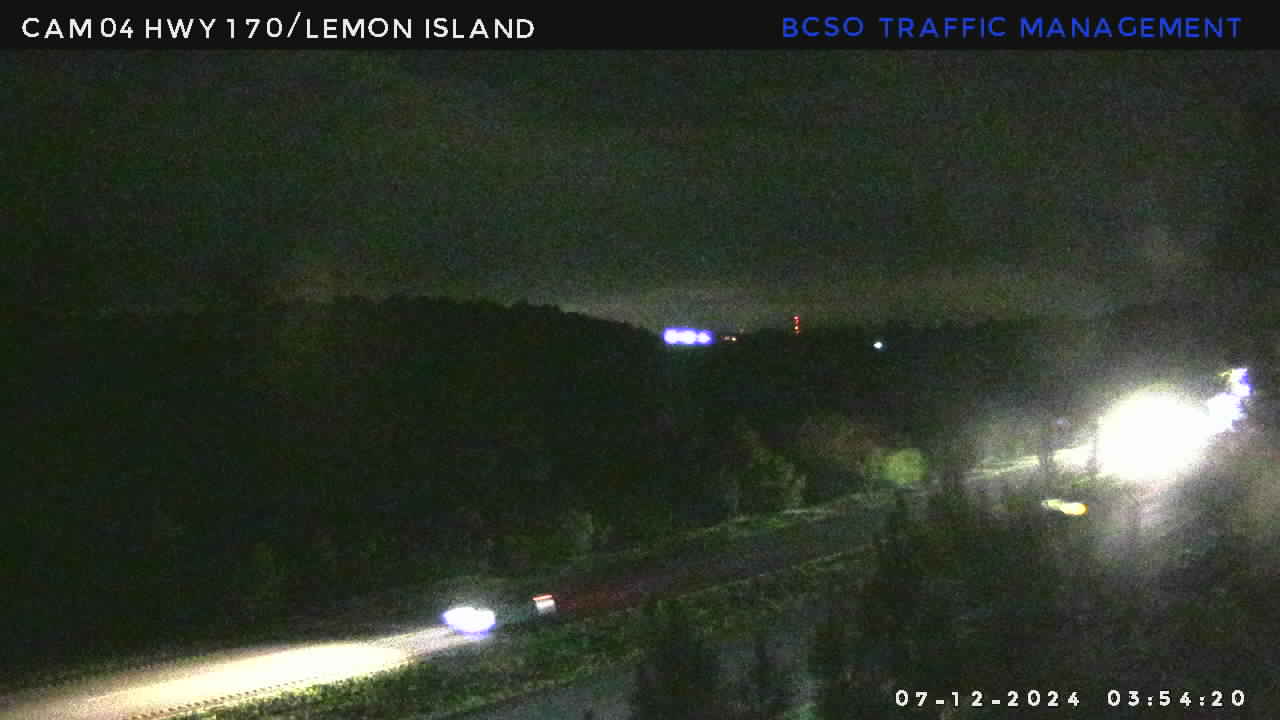 CAM04 HWY 170/LEMON ISLAND
BCSO TRAFFIC MANAGEMENT
07-12-2024 03:54:20